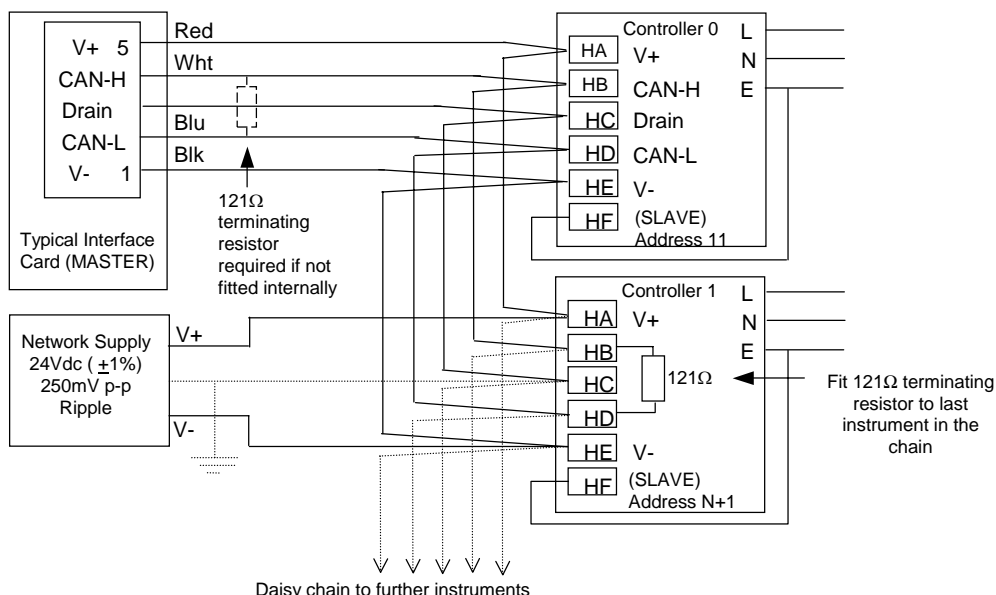 V+ 5
CAN-H
Drain
CAN-L
V- 1
Typical Interface
Card (MASTER)
Red
Wht
Blu
Blk
121Ω
terminating
resistor
required if not
fitted internally
Controller 0
HA V+
HB CAN-H
HC Drain
HD CAN-L
HE V-
HF (SLAVE)
Address 11
L
N
E
Network Supply
24Vdc ( ±1%)
250mV p-p
Ripple
V+
V-
Controller 1
HA V+
HB
HC
HD
HE V-
HF (SLAVE)
Address N+1
121Ω
L
N
E
Fit 121Ω terminating
resistor to last
instrument in the
chain
Daisy chain to further instruments